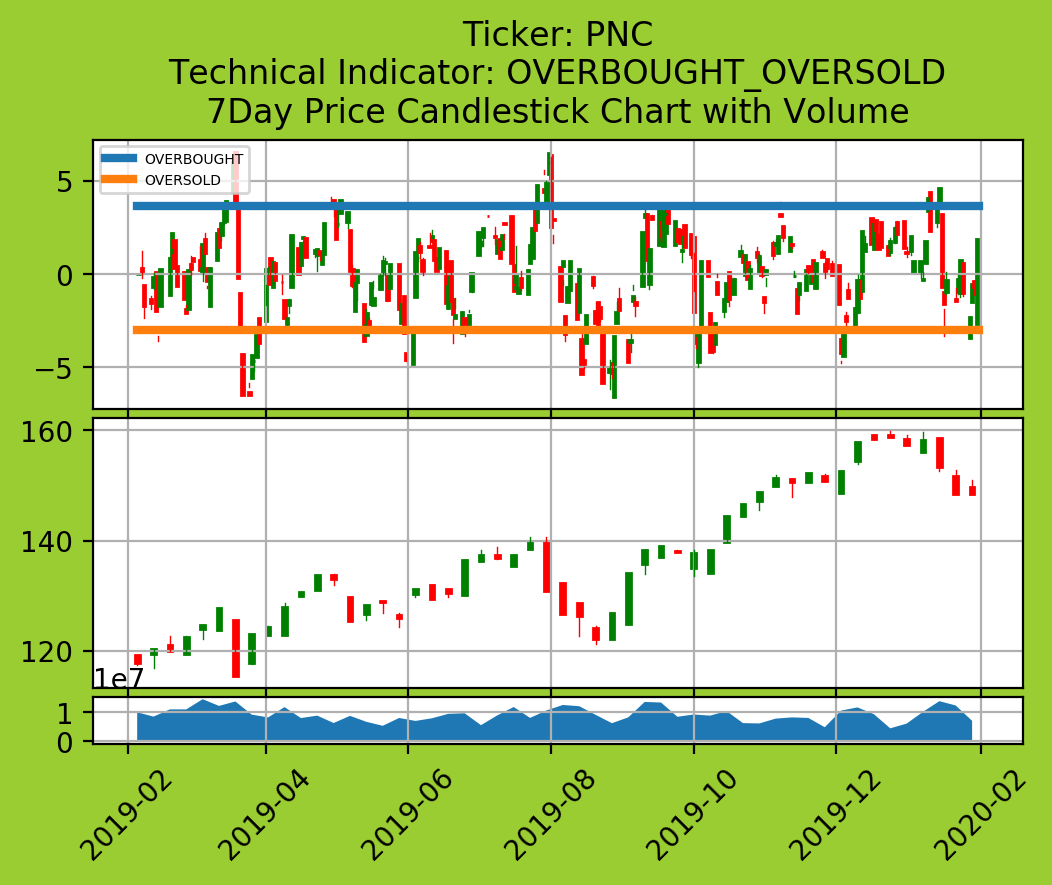 Ticker: PNC
Technical Indicator: OVERBOUGHT_OVERSOLD
7Day Price Candlestick Chart with Volume
OVERBOUGHT
OVERSOLD
5
0
−5
160
140
120
1e7
1
0
2019-02
2019-04
2019-06
2019-08
2019-10
2019-12
2020-02